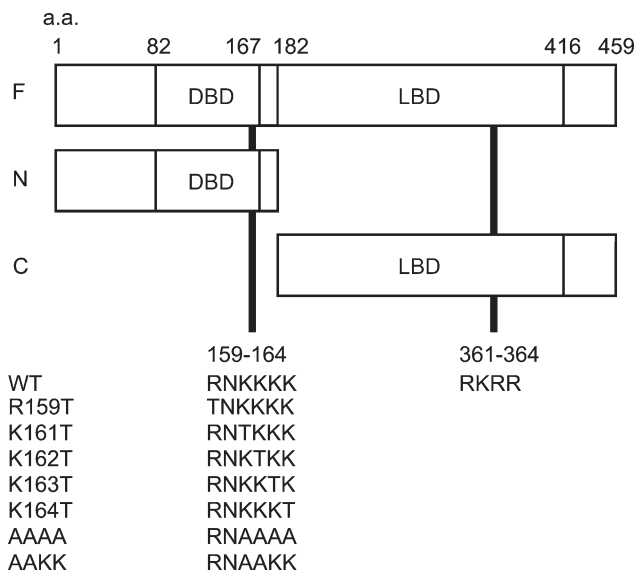 a.a.
1 82 167 182 416 459
F DBD LBD
N DBD
C LBD
159-164 361-364
WT RNKKKK RKRR
R159T TNKKKK
K161T RNTKKK
K162T RNKTKK
K163T RNKKTK
K164T RNKKKT
AAAA RNAAAA
AAKK RNAAKK